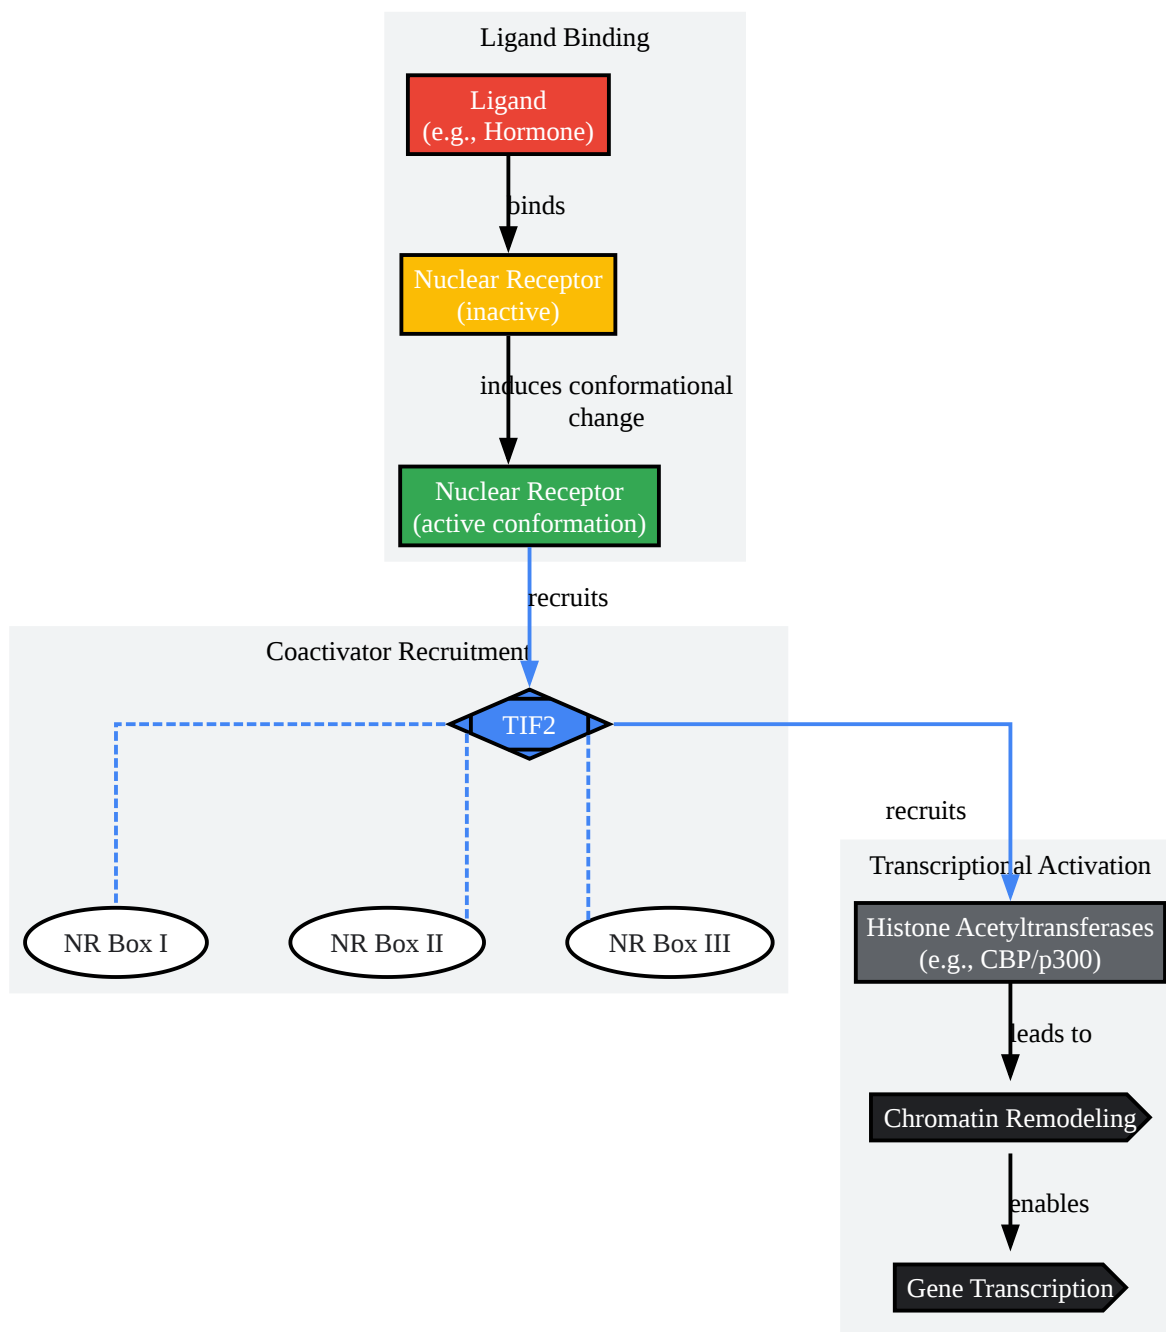 Ligand Binding
Ligand
(e.g., Hormone)
binds
Nuclear Receptor
(inactive)
induces conformational
change
Nuclear Receptor
(active conformation)
recruits
Coactivator Recruitment
TIF2
NR Box I
NR Box II
NR Box III
recruits
Transcriptional Activation
Histone Acetyltransferases
(e.g., CBP/p300)
leads to
Chromatin Remodeling
enables
Gene Transcription